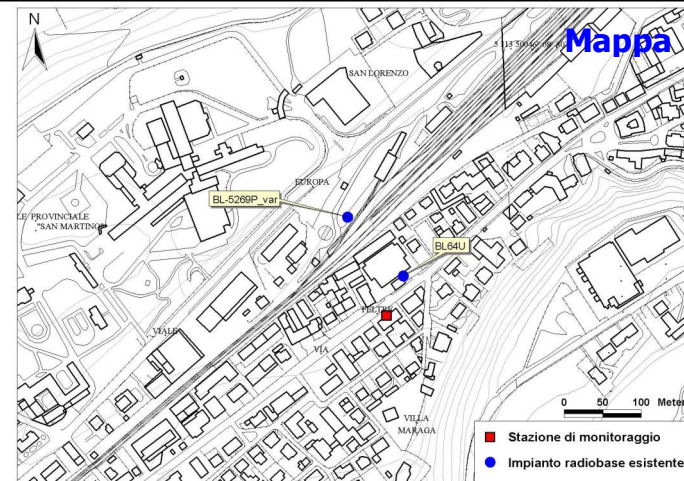 N
Mappa
SAN LORENZO
EUROPA
BL-5269P_var
LE PROVINCIALE
"SAN MARTINO"
BL64U
FELTRE
VIALE
VIA
VILLA
MARAGA
0 50 100 Meter
Stazione di monitoraggio
Impianto radiobase esistente